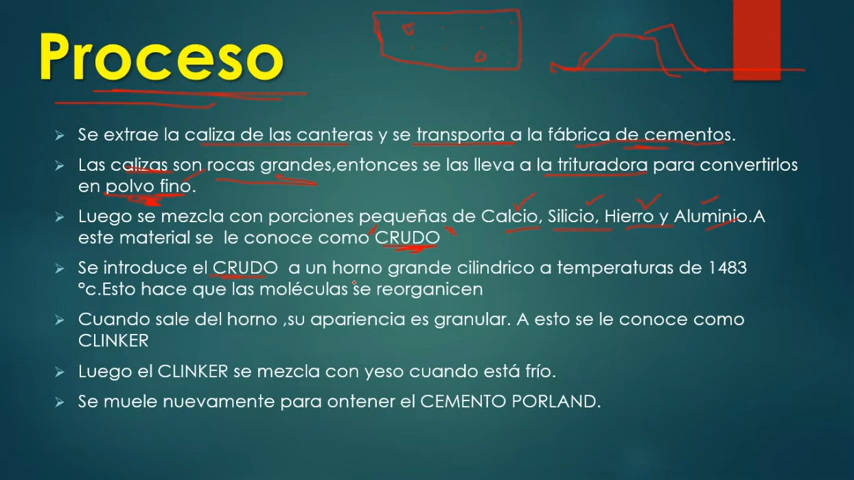 Proceso
Se extrae la caliza de las canteras y se transporta a la fábrica de cementos.
Las calizas son rocas grandes,entonces se las lleva a la trituradora para convertirlos
en polvo fino.
Luego se mezcla con porciones pequeñas de Calcio, Silicio, Hierro y Aluminio.A
este material se le conoce como CRUDO
Se introduce el CRUDO a un horno grande cilindrico a temperaturas de 1483
°c.Esto hace que las moléculas se reorganicen
Cuando sale del horno ,su apariencia es granular. A esto se le conoce como
CLINKER
Luego el CLINKER se mezcla con yeso cuando está frío.
Se muele nuevamente para ontener el CEMENTO PORLAND.